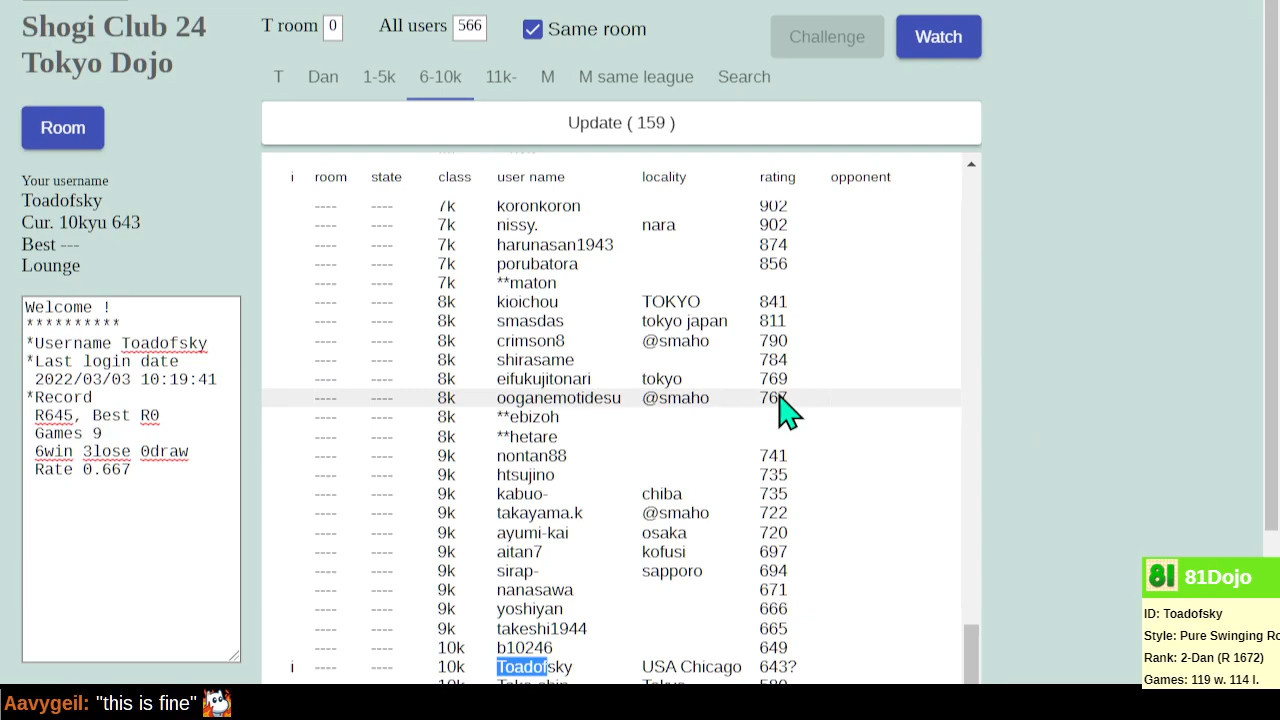 Shogi Club 24
Tokyo Dojo
Room
Your username
Toadofsky
Cur. 10kyu 643
Best ---
Lounge
Welcome !
**********
*Username Toadofsky
*Last login date
2022/03/03 10:19:41
*Record
R645, Best R0
Games 9
6win 3lose 0draw
Rate 0.667
T room 0 All users 566 Same room Challenge Watch
T Dan 1-5k 6-10k 11k- M M same league Search
Update ( 159 )
i room state class user name locality rating opponent
---- ---- 7k koronkoron 902
---- ---- 7k nissy. nara 902
---- ---- 7k harunasan1943 874
---- ---- 7k porubatora 856
---- ---- 7k **maton
---- ---- 8k kioichou TOKYO 841
---- ---- 8k smasdas tokyo japan 811
---- ---- 8k crimson8 @smaho 790
---- ---- 8k shirasame 784
---- ---- 8k eifukujitonari tokyo 769
---- ---- 8k ooganemotidesu @smaho 767
---- ---- 8k **ebizoh
---- ---- 8k **hetare
---- ---- 9k nontan88 741
---- ---- 9k htsujino 735
---- ---- 9k kabuo- chiba 735
---- ---- 9k takayama.k @smaho 722
---- ---- 9k ayumi-kai osaka 720
---- ---- 9k aitan7 kofusi 697
---- ---- 9k sirap- sapporo 694
---- ---- 9k nanasawa 671
---- ---- 9k yoshiyan 666
---- ---- 9k takeshi1944 665
---- ---- 10k b10246 649
i ---- ---- 10k Toadofsky USA Chicago 643?
81 81Dojo
ID: Toadofsky
Style: Pure Swinging Ro
Rank: 2-Dan (R 1672)
Games: 119 w. 114 l.
Aavygeil: "this is fine"